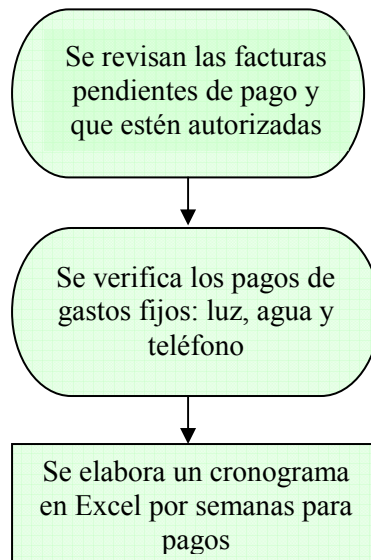 Se revisan las facturas
pendientes de pago y
que estén autorizadas
Se verifica los pagos de
gastos fijos: luz, agua y
teléfono
Se elabora un cronograma
en Excel por semanas para
pagos